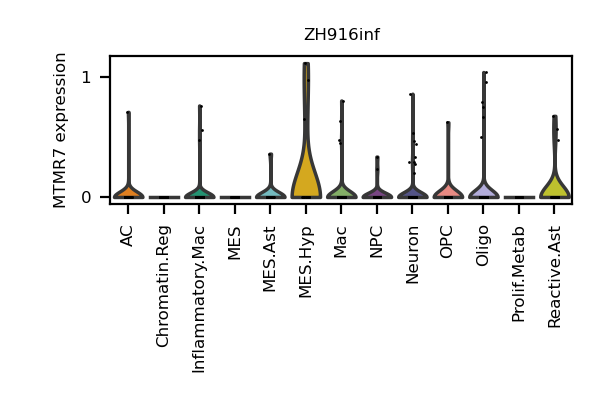 ZH916inf
MTMR7 expression
1
0
AC
Chromatin.Reg
Inflammatory.Mac
MES
MES.Ast
MES.Hyp
Mac
NPC
Neuron
OPC
Oligo
Prolif.Metab
Reactive.Ast